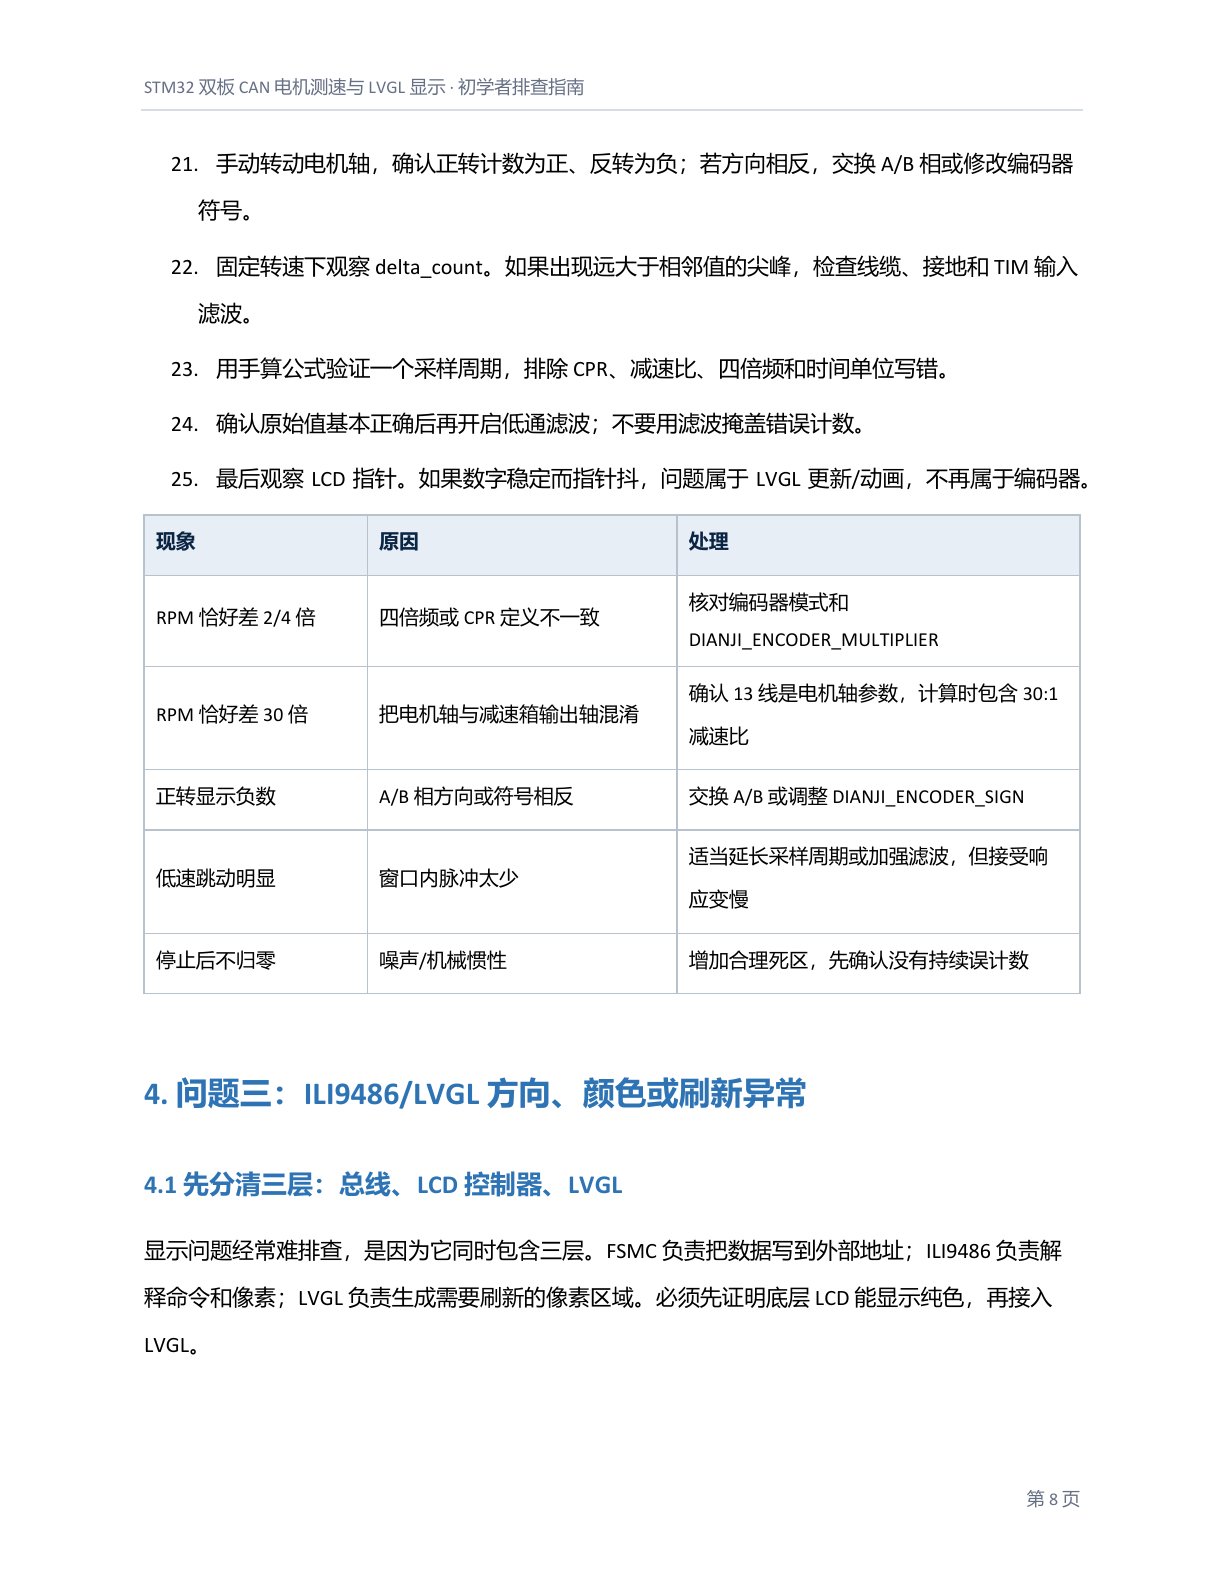 STM32 双板 CAN 电机测速与 LVGL 显示 · 初学者排查指南
21. 手动转动电机轴，确认正转计数为正、反转为负；若方向相反，交换 A/B 相或修改编码器
符号。
22. 固定转速下观察 delta_count。如果出现远大于相邻值的尖峰，检查线缆、接地和 TIM 输入
滤波。
23. 用手算公式验证一个采样周期，排除 CPR、减速比、四倍频和时间单位写错。
24. 确认原始值基本正确后再开启低通滤波；不要用滤波掩盖错误计数。
25. 最后观察 LCD 指针。如果数字稳定而指针抖，问题属于 LVGL 更新/动画，不再属于编码器。
现象 原因 处理
RPM 恰好差 2/4 倍 四倍频或 CPR 定义不一致 核对编码器模式和
DIANJI_ENCODER_MULTIPLIER
RPM 恰好差 30 倍 把电机轴与减速箱输出轴混淆 确认 13 线是电机轴参数，计算时包含 30:1
减速比
正转显示负数 A/B 相方向或符号相反 交换 A/B 或调整 DIANJI_ENCODER_SIGN
低速跳动明显 窗口内脉冲太少 适当延长采样周期或加强滤波，但接受响
应变慢
停止后不归零 噪声/机械惯性 增加合理死区，先确认没有持续误计数
4. 问题三：ILI9486/LVGL 方向、颜色或刷新异常
4.1 先分清三层：总线、LCD 控制器、LVGL
显示问题经常难排查，是因为它同时包含三层。FSMC 负责把数据写到外部地址；ILI9486 负责解
释命令和像素；LVGL 负责生成需要刷新的像素区域。必须先证明底层 LCD 能显示纯色，再接入
LVGL。
第 8 页